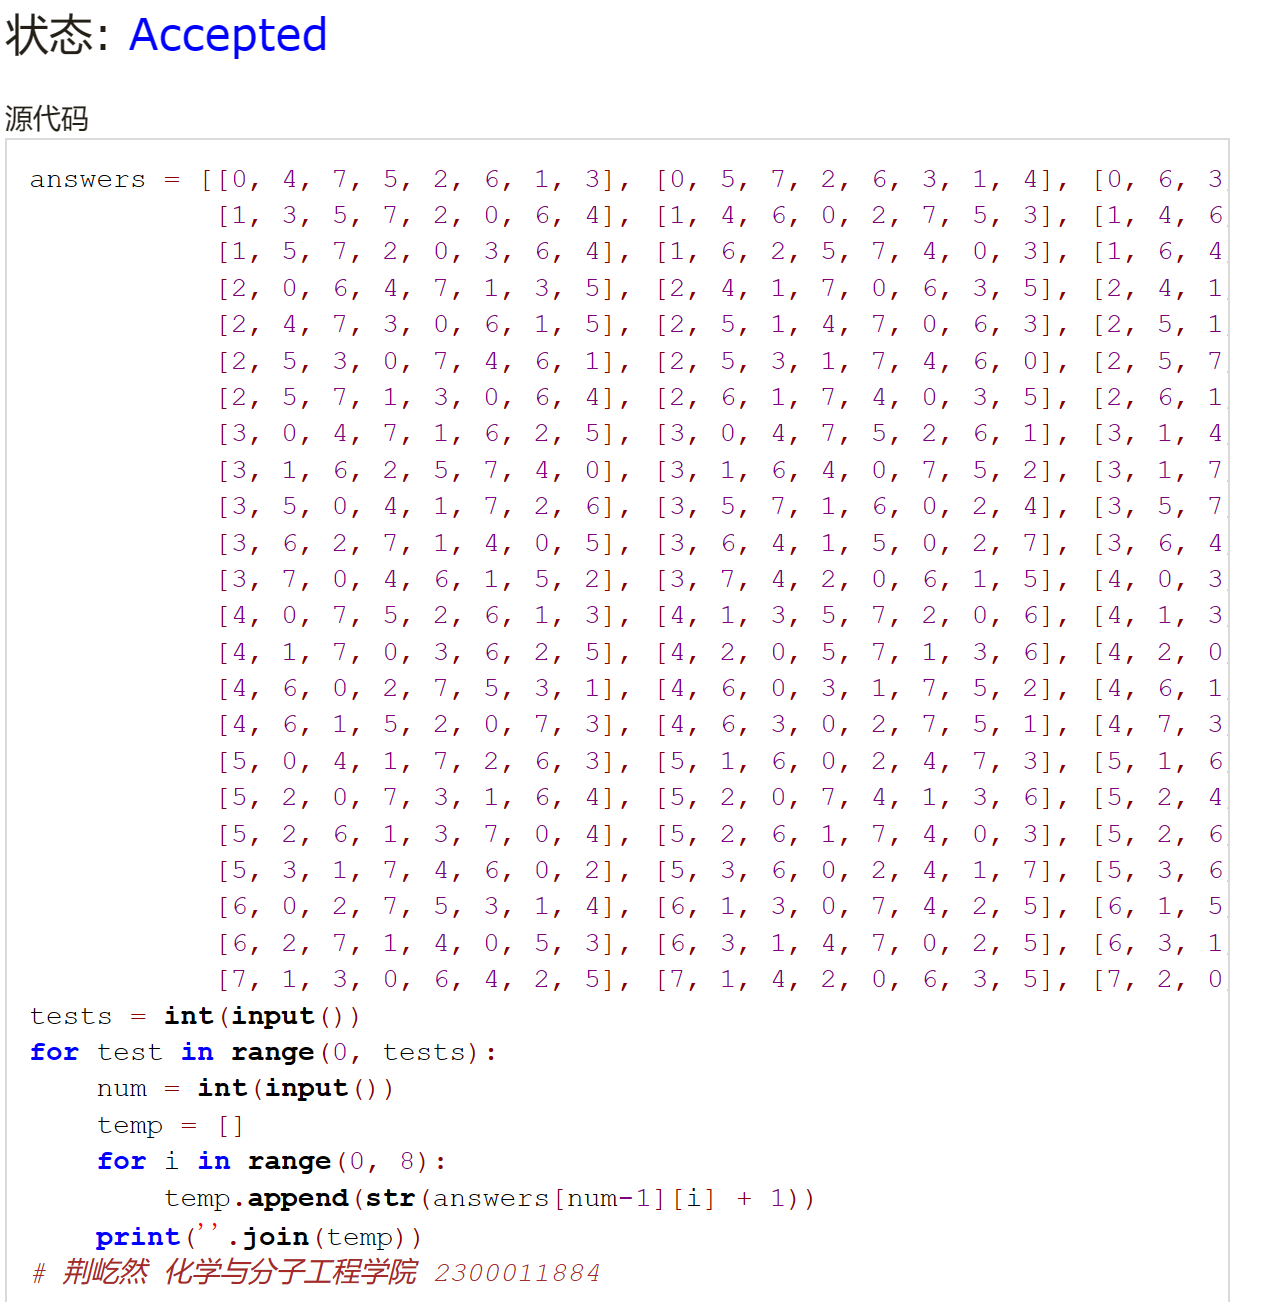 状态: Accepted
源代码
answers = [[0, 4, 7, 5, 2, 6, 1, 3], [0, 5, 7, 2, 6, 3, 1, 4], [0, 6, 3
[1, 3, 5, 7, 2, 0, 6, 4], [1, 4, 6, 0, 2, 7, 5, 3], [1, 4, 6
[1, 5, 7, 2, 0, 3, 6, 4], [1, 6, 2, 5, 7, 4, 0, 3], [1, 6, 4
[2, 0, 6, 4, 7, 1, 3, 5], [2, 4, 1, 7, 0, 6, 3, 5], [2, 4, 1
[2, 4, 7, 3, 0, 6, 1, 5], [2, 5, 1, 4, 7, 0, 6, 3], [2, 5, 1
[2, 5, 3, 0, 7, 4, 6, 1], [2, 5, 3, 1, 7, 4, 6, 0], [2, 5, 7
[2, 5, 7, 1, 3, 0, 6, 4], [2, 6, 1, 7, 4, 0, 3, 5], [2, 6, 1
[3, 0, 4, 7, 1, 6, 2, 5], [3, 0, 4, 7, 5, 2, 6, 1], [3, 1, 4
[3, 1, 6, 2, 5, 7, 4, 0], [3, 1, 6, 4, 0, 7, 5, 2], [3, 1, 7
[3, 5, 0, 4, 1, 7, 2, 6], [3, 5, 7, 1, 6, 0, 2, 4], [3, 5, 7
[3, 6, 2, 7, 1, 4, 0, 5], [3, 6, 4, 1, 5, 0, 2, 7], [3, 6, 4
[3, 7, 0, 4, 6, 1, 5, 2], [3, 7, 4, 2, 0, 6, 1, 5], [4, 0, 3
[4, 0, 7, 5, 2, 6, 1, 3], [4, 1, 3, 5, 7, 2, 0, 6], [4, 1, 3
[4, 1, 7, 0, 3, 6, 2, 5], [4, 2, 0, 5, 7, 1, 3, 6], [4, 2, 0
[4, 6, 0, 2, 7, 5, 3, 1], [4, 6, 0, 3, 1, 7, 5, 2], [4, 6, 1
[4, 6, 1, 5, 2, 0, 7, 3], [4, 6, 3, 0, 2, 7, 5, 1], [4, 7, 3
[5, 0, 4, 1, 7, 2, 6, 3], [5, 1, 6, 0, 2, 4, 7, 3], [5, 1, 6
[5, 2, 0, 7, 3, 1, 6, 4], [5, 2, 0, 7, 4, 1, 3, 6], [5, 2, 4
[5, 2, 6, 1, 3, 7, 0, 4], [5, 2, 6, 1, 7, 4, 0, 3], [5, 2, 6
[5, 3, 1, 7, 4, 6, 0, 2], [5, 3, 6, 0, 2, 4, 1, 7], [5, 3, 6
[6, 0, 2, 7, 5, 3, 1, 4], [6, 1, 3, 0, 7, 4, 2, 5], [6, 1, 5
[6, 2, 7, 1, 4, 0, 5, 3], [6, 3, 1, 4, 7, 0, 2, 5], [6, 3, 1
[7, 1, 3, 0, 6, 4, 2, 5], [7, 1, 4, 2, 0, 6, 3, 5], [7, 2, 0
tests = int(input())
for test in range(0, tests):
num = int(input())
temp = []
for i in range(0, 8):
temp.append(str(answers[num-1][i] + 1))
print(''.join(temp))
# 荆屹然 化学与分子工程学院 2300011884